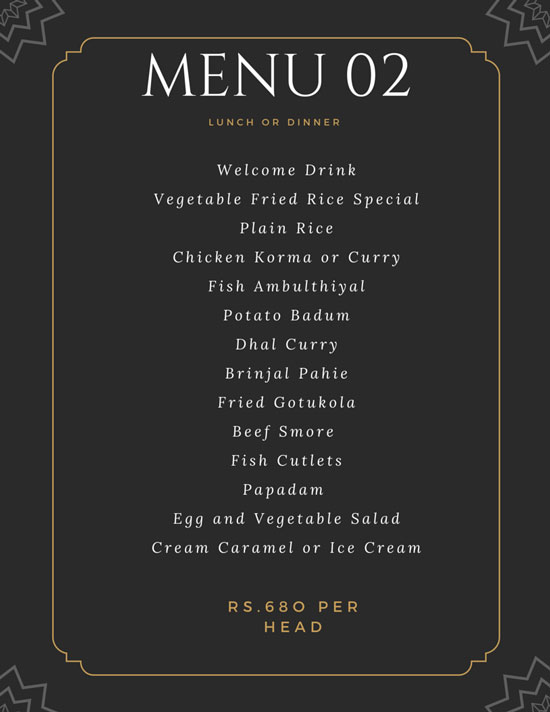 MENU 02
LUNCH OR DINNER
Welcome Drink
Vegetable Fried Rice Special
Plain Rice
Chicken Korma or Curry
Fish Ambulthiyal
Potato Badum
Dhal Curry
Brinjal Pahie
Fried Gotukola
Beef Smore
Fish Cutlets
Papadam
Egg and Vegetable Salad
Cream Caramel or Ice Cream
RS.680 PER
HEAD